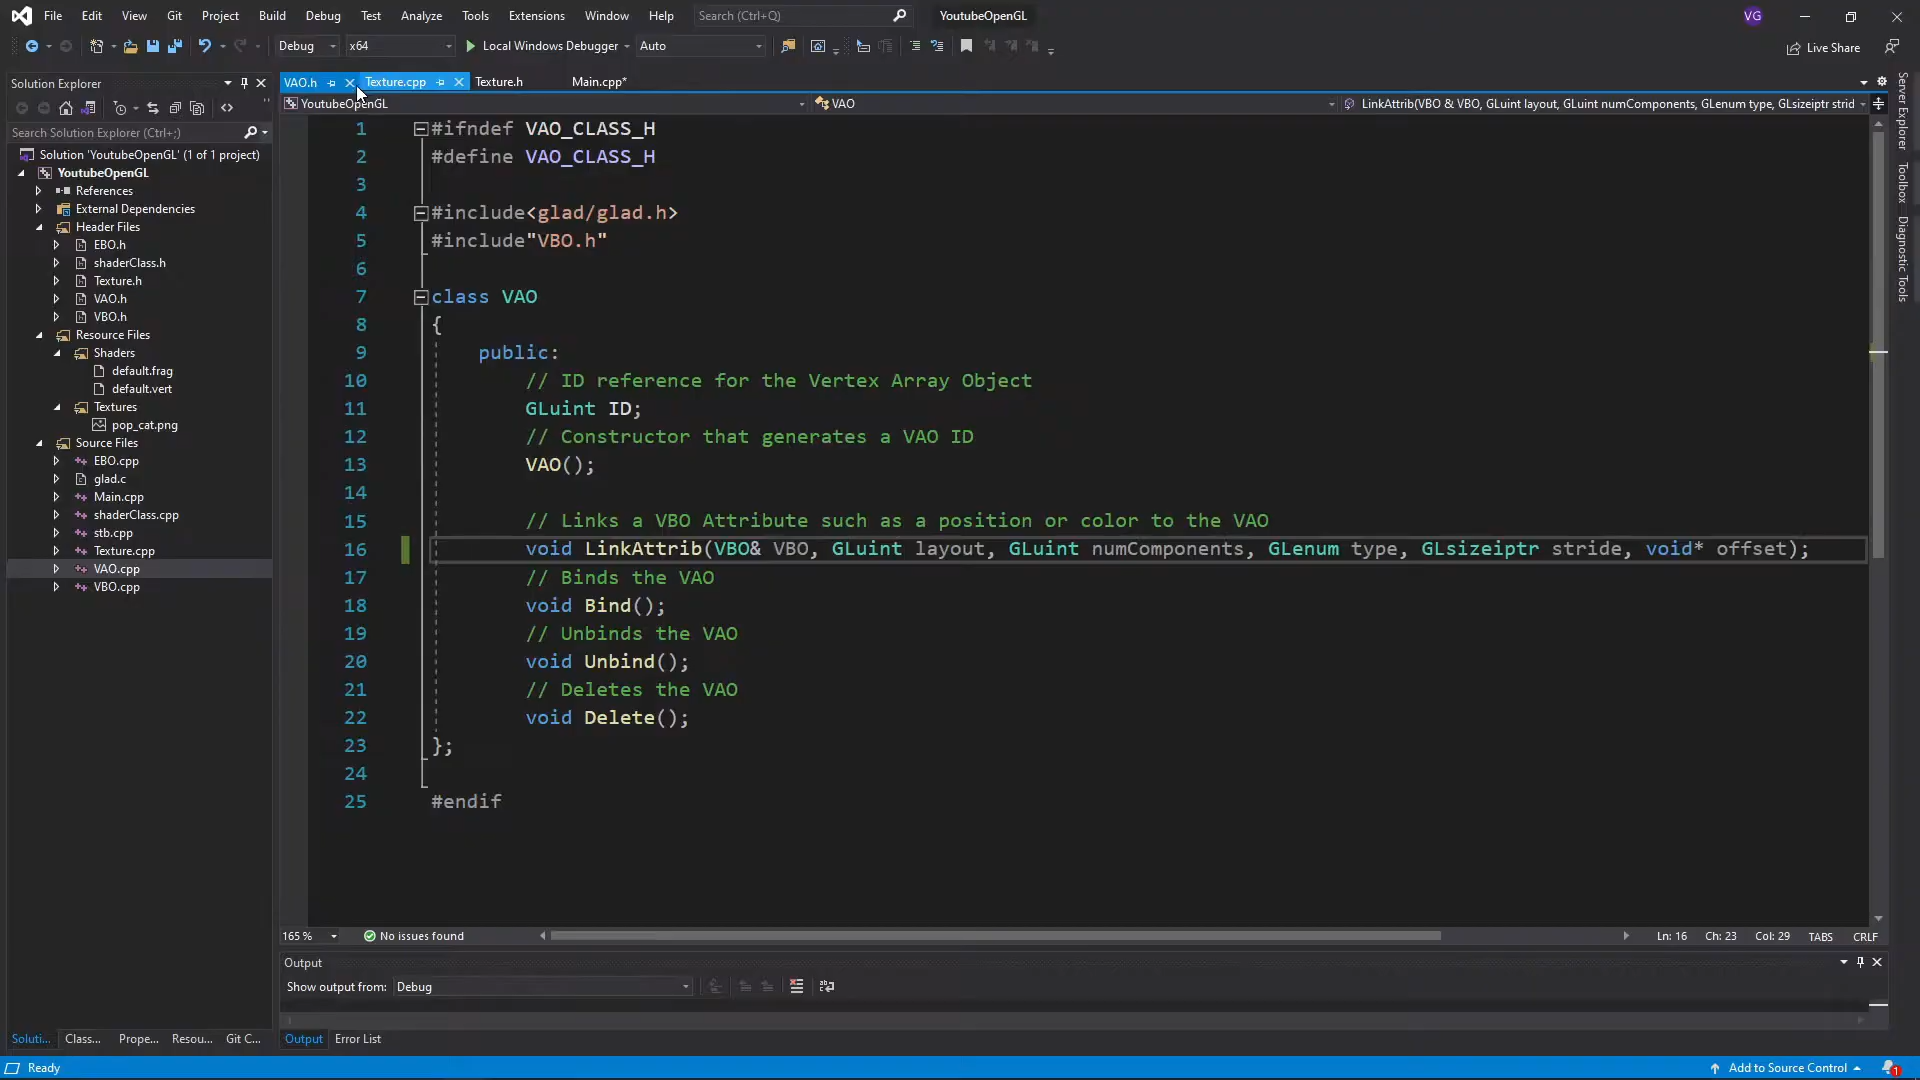 File Edit View Git Project Build Debug Test Analyze Tools Extensions Window Help Search (Ctrl+Q) YoutubeOpenGL VG
Debug x64 Local Windows Debugger Auto Live Share
Solution Explorer
Search Solution Explorer (Ctrl+;)
Solution 'YoutubeOpenGL' (1 of 1 project)
YoutubeOpenGL
References
External Dependencies
Header Files
EBO.h
shaderClass.h
Texture.h
VAO.h
VBO.h
Resource Files
Shaders
default.frag
default.vert
Textures
pop_cat.png
Source Files
EBO.cpp
glad.c
Main.cpp
shaderClass.cpp
stb.cpp
Texture.cpp
VAO.cpp
VBO.cpp
Soluti... Class... Prope... Resou... Git C...
VAO.h Texture.cpp Texture.h Main.cpp*
YoutubeOpenGL VAO LinkAttrib(VBO & VBO, GLuint layout, GLuint numComponents, GLenum type, GLsizeiptr strid
1 #ifndef VAO_CLASS_H
2 #define VAO_CLASS_H
3
4 #include<glad/glad.h>
5 #include"VBO.h"
6
7 class VAO
8 {
9 public:
10 // ID reference for the Vertex Array Object
11 GLuint ID;
12 // Constructor that generates a VAO ID
13 VAO();
14
15 // Links a VBO Attribute such as a position or color to the VAO
16 void LinkAttrib(VBO& VBO, GLuint layout, GLuint numComponents, GLenum type, GLsizeiptr stride, void* offset);
17 // Binds the VAO
18 void Bind();
19 // Unbinds the VAO
20 void Unbind();
21 // Deletes the VAO
22 void Delete();
23 };
24
25 #endif
165 % No issues found Ln: 16 Ch: 23 Col: 29 TABS CRLF
Output
Show output from: Debug
Output Error List
Server Explorer
Toolbox
Diagnostic Tools
Ready Add to Source Control 1